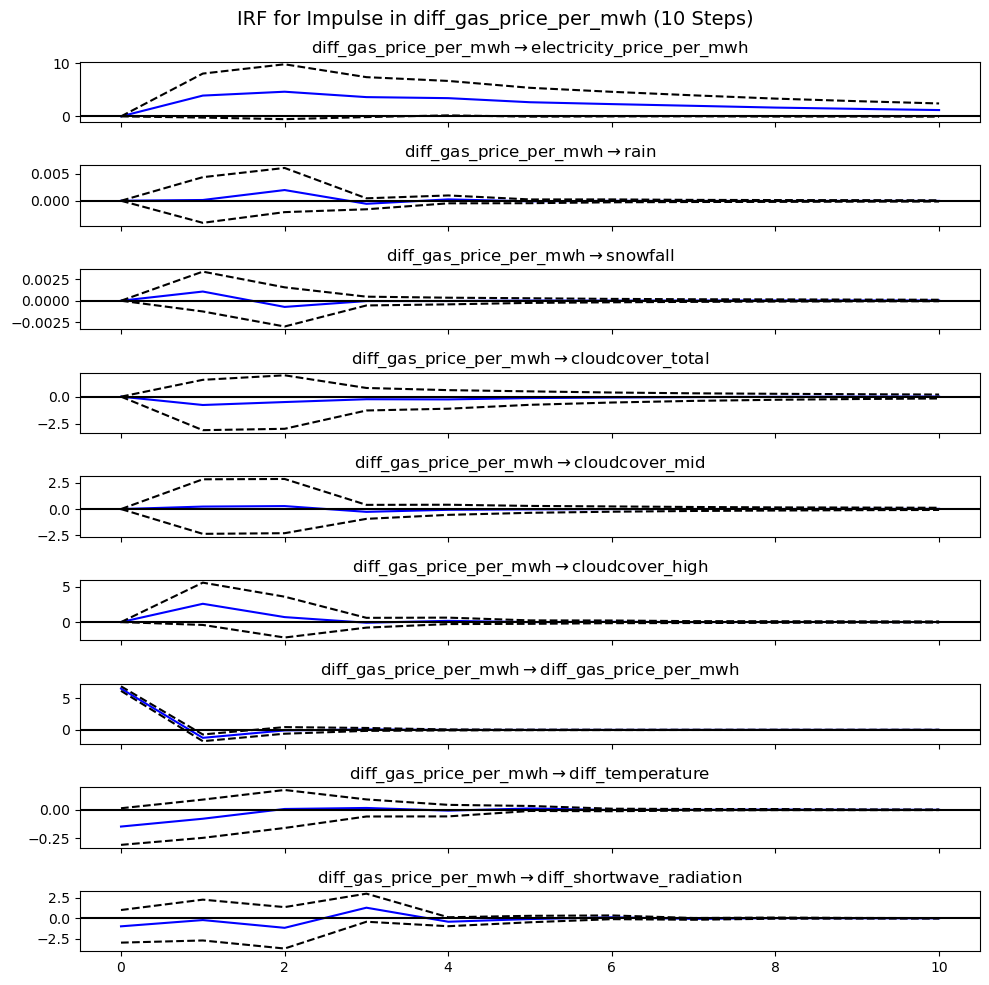 IRF for Impulse in diff_gas_price_per_mwh (10 Steps)
diff_gas_price_per_mwh→electricity_price_per_mwh
10
0
diff_gas_price_per_mwh→rain
0.005
0.000
diff_gas_price_per_mwh→snowfall
0.0025
0.0000
−0.0025
diff_gas_price_per_mwh→cloudcover_total
0.0
−2.5
diff_gas_price_per_mwh→cloudcover_mid
2.5
0.0
−2.5
diff_gas_price_per_mwh→cloudcover_high
5
0
diff_gas_price_per_mwh→diff_gas_price_per_mwh
5
0
diff_gas_price_per_mwh→diff_temperature
0.00
−0.25
diff_gas_price_per_mwh→diff_shortwave_radiation
2.5
0.0
−2.5
0 2 4 6 8 10